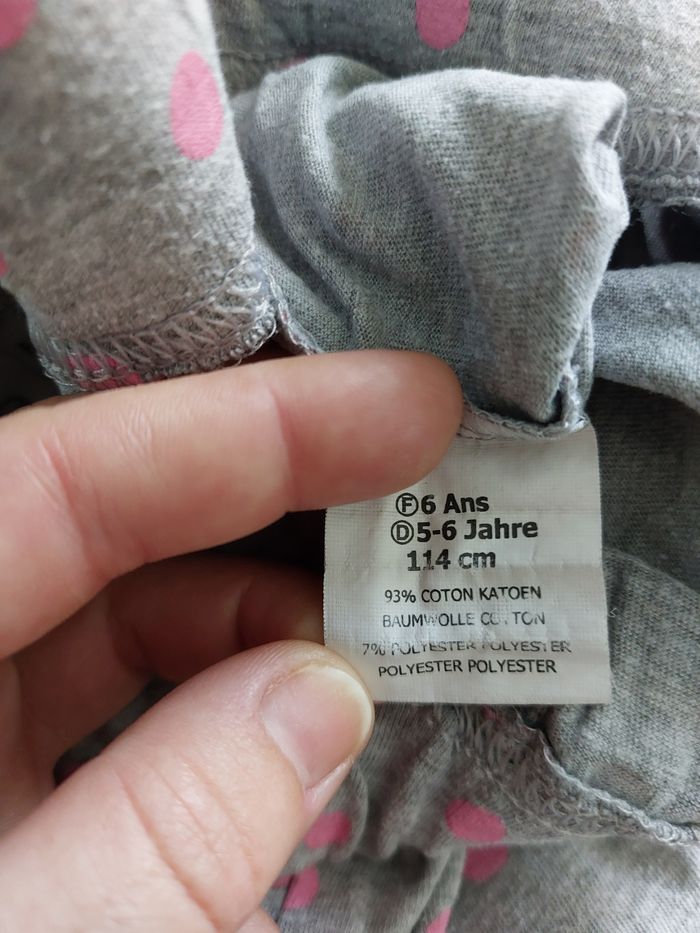 Ⓕ6 Ans
Ⓓ5-6 Jahre
114 cm
93% COTON KATOEN
BAUMWOLLE COTTON
7% POLYESTER POLYESTER
POLYESTER POLYESTER